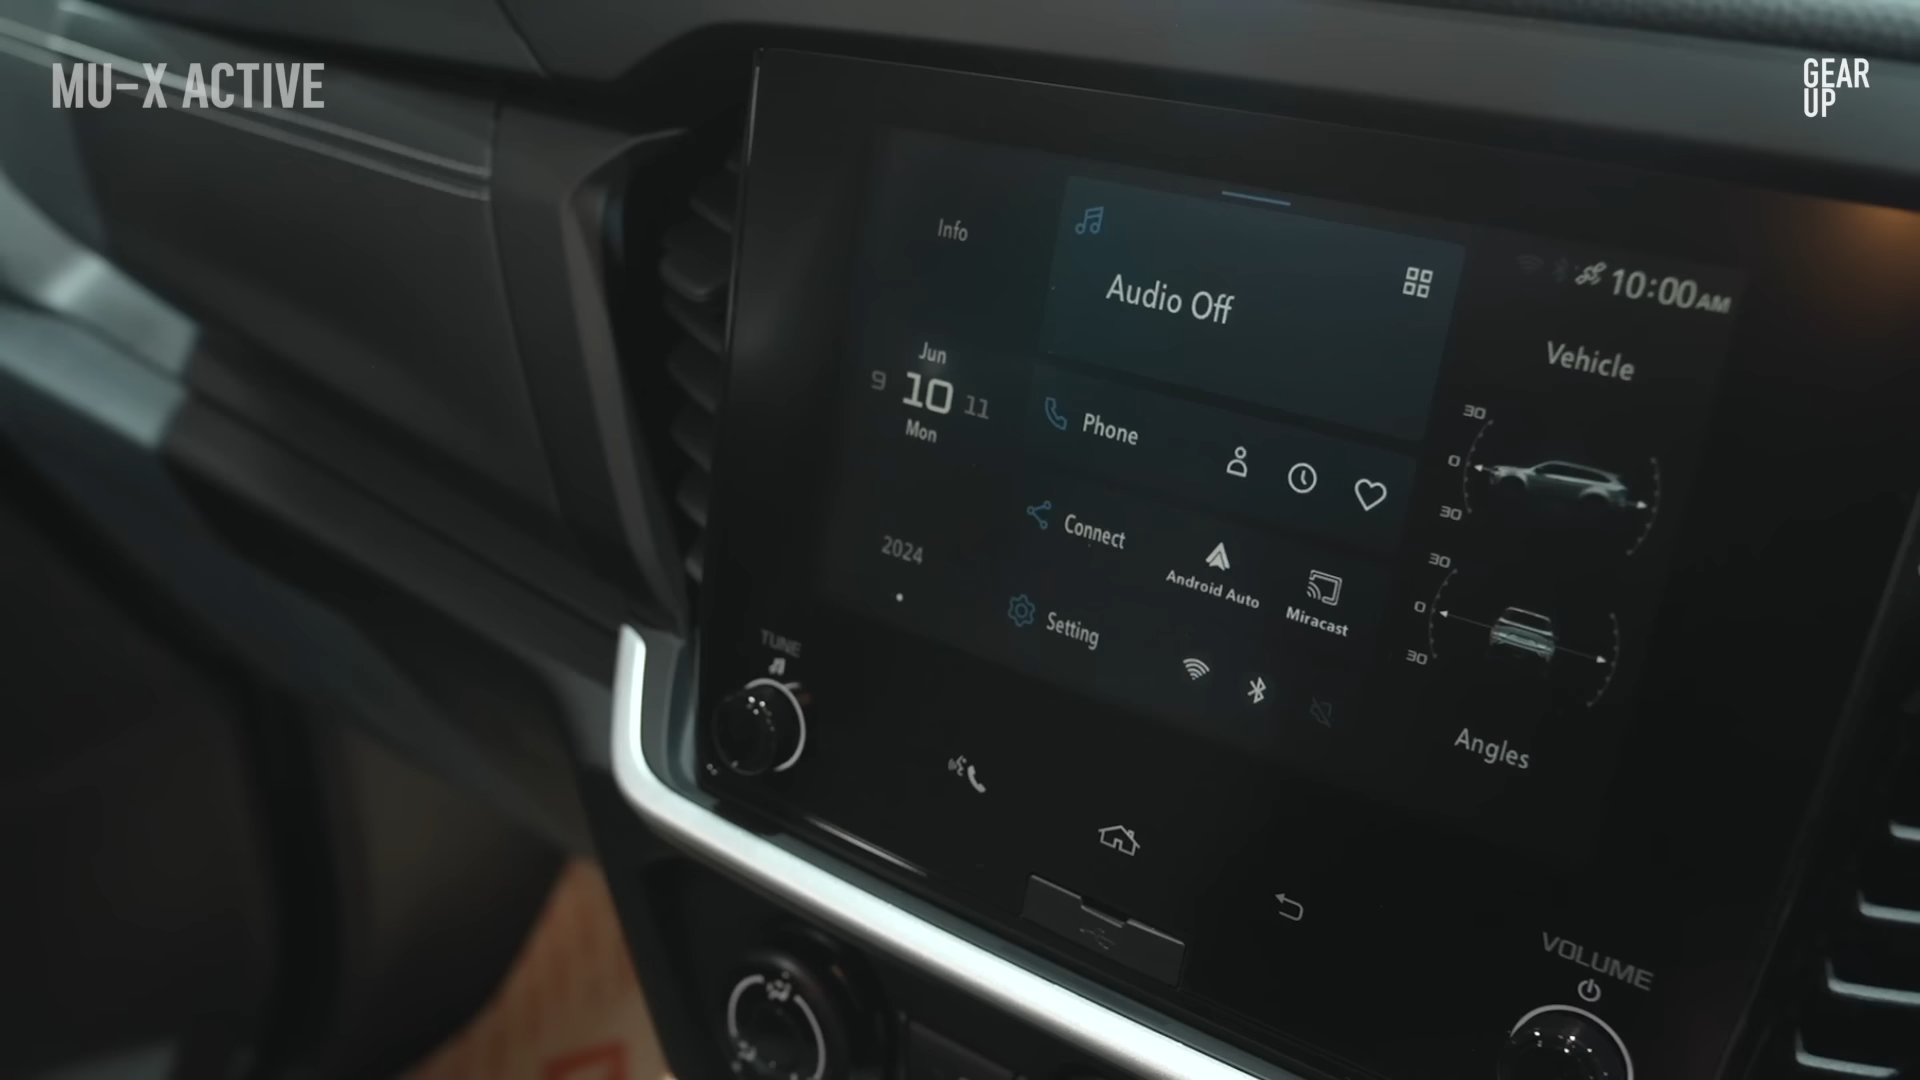 MU-X ACTIVE
GEAR
UP
Info
Audio Off
10:00AM
Vehicle
Jun
9 10 11
Mon
Phone
30
0
30
2024
Connect
Android Auto
Miracast
30
0
30
Setting
Angles
TUNE
VOLUME